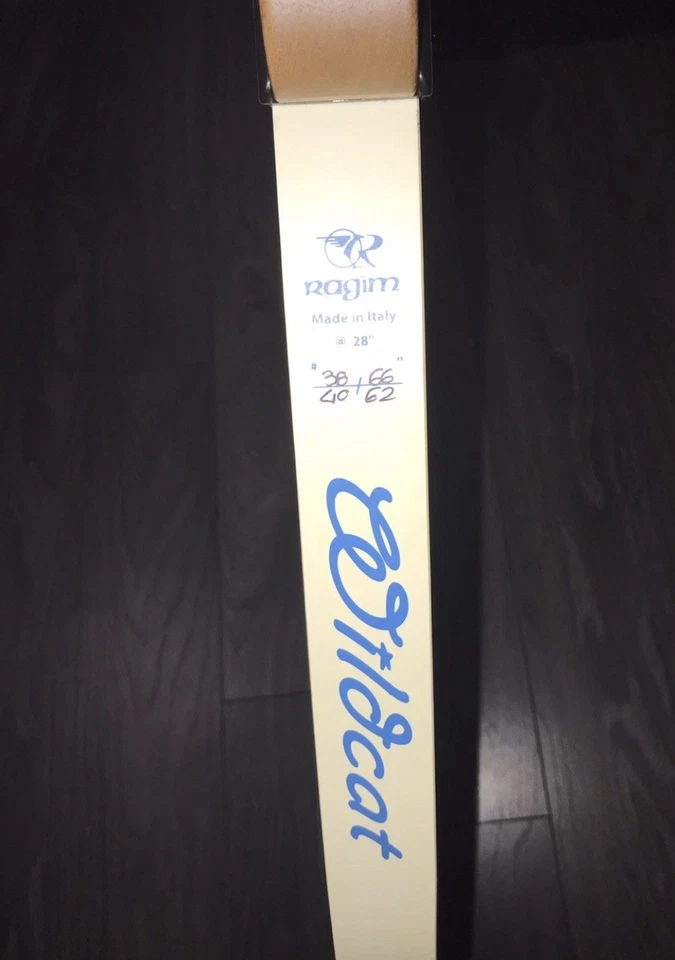 R
Ragim
Made in Italy
@ 28"
# 38 , 66 "
40 62
Wildcat